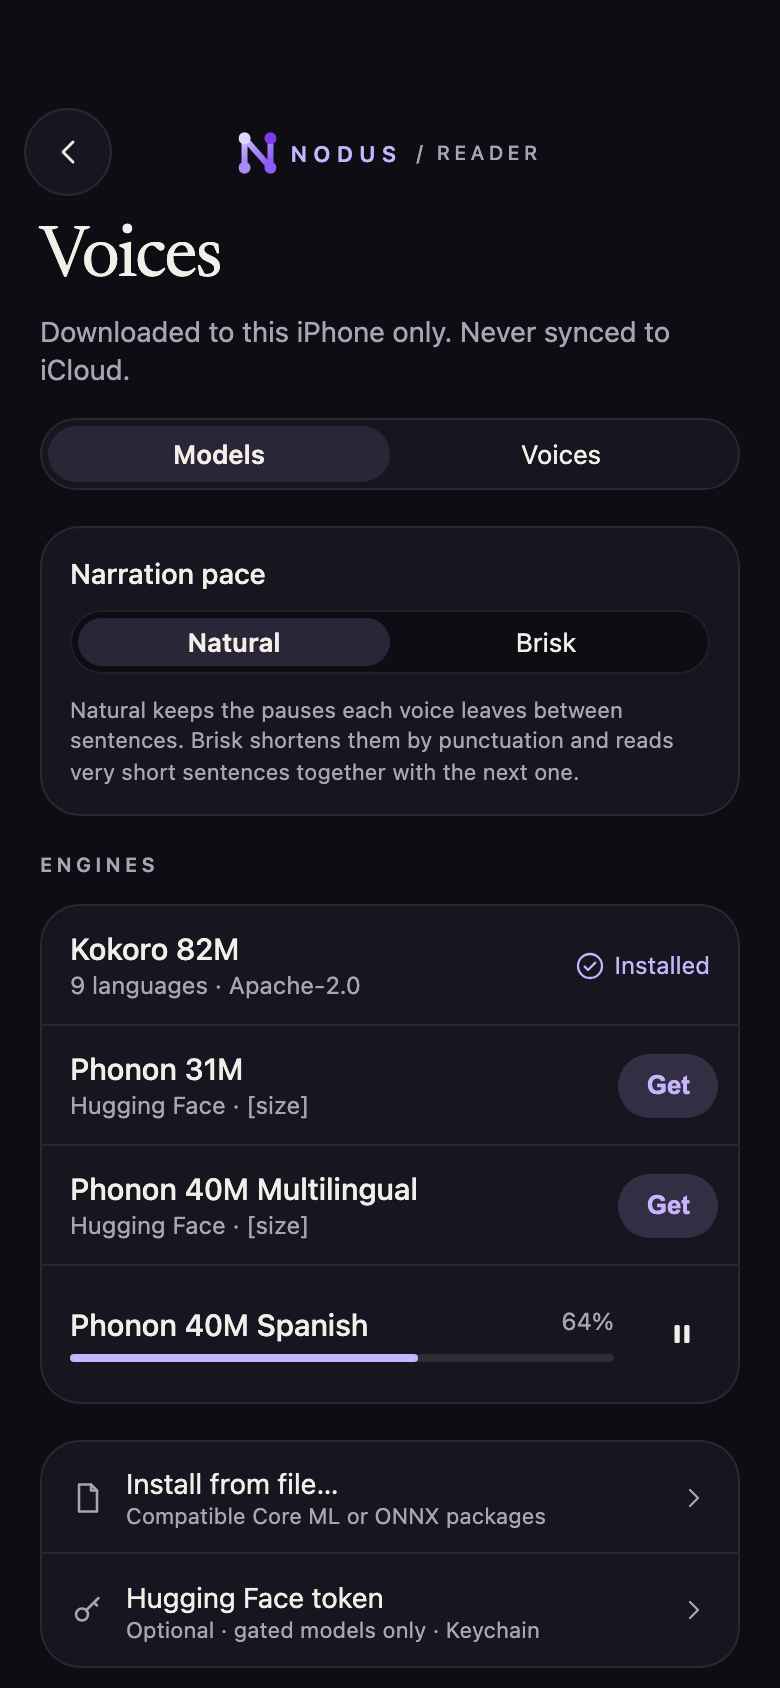 NODUS / READER
Voices
Downloaded to this iPhone only. Never synced to
iCloud.
Models
Voices
Narration pace
Natural
Brisk
Natural keeps the pauses each voice leaves between
sentences. Brisk shortens them by punctuation and reads
very short sentences together with the next one.
ENGINES
Kokoro 82M
9 languages · Apache-2.0
Installed
Phonon 31M
Hugging Face · [size]
Get
Phonon 40M Multilingual
Hugging Face · [size]
Get
Phonon 40M Spanish
64%
Install from file...
Compatible Core ML or ONNX packages
Hugging Face token
Optional · gated models only · Keychain